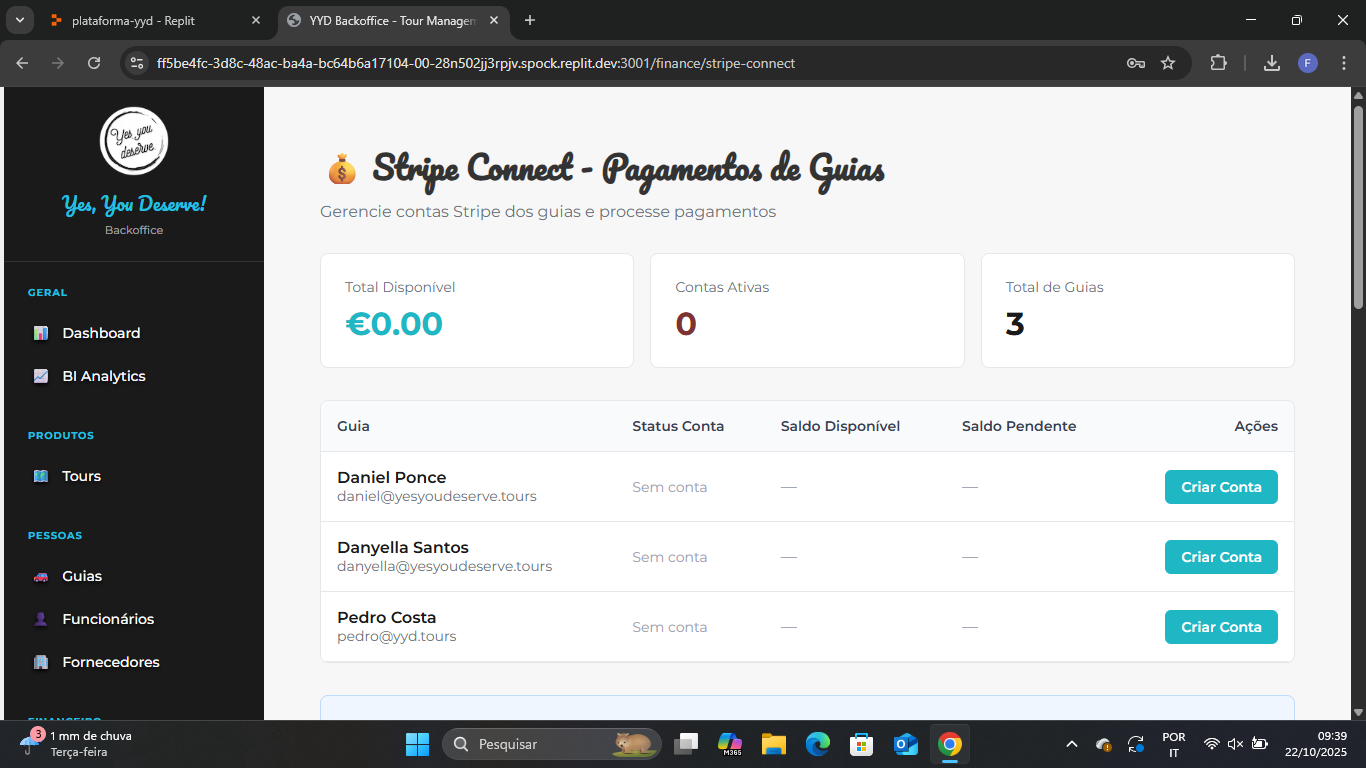 plataforma-yyd - Replit
YYD Backoffice - Tour Managem
ff5be4fc-3d8c-48ac-ba4a-bc64b6a17104-00-28n502jj3rpjv.spock.replit.dev:3001/finance/stripe-connect
F
Yes you
deserve.
Yes, You Deserve!
Backoffice
GERAL
Dashboard
BI Analytics
PRODUTOS
Tours
PESSOAS
Guias
Funcionários
Fornecedores
FINANCEIRO
Stripe Connect - Pagamentos de Guias
Gerencie contas Stripe dos guias e processe pagamentos
Total Disponível
€0.00
Contas Ativas
0
Total de Guias
3
Guia Status Conta Saldo Disponível Saldo Pendente Ações
Daniel Ponce
daniel@yesyoudeserve.tours
Sem conta — — Criar Conta
Danyella Santos
danyella@yesyoudeserve.tours
Sem conta — — Criar Conta
Pedro Costa
pedro@yyd.tours
Sem conta — — Criar Conta
3
1 mm de chuva
Terça-feira
Pesquisar
M365
POR
IT
09:39
22/10/2025